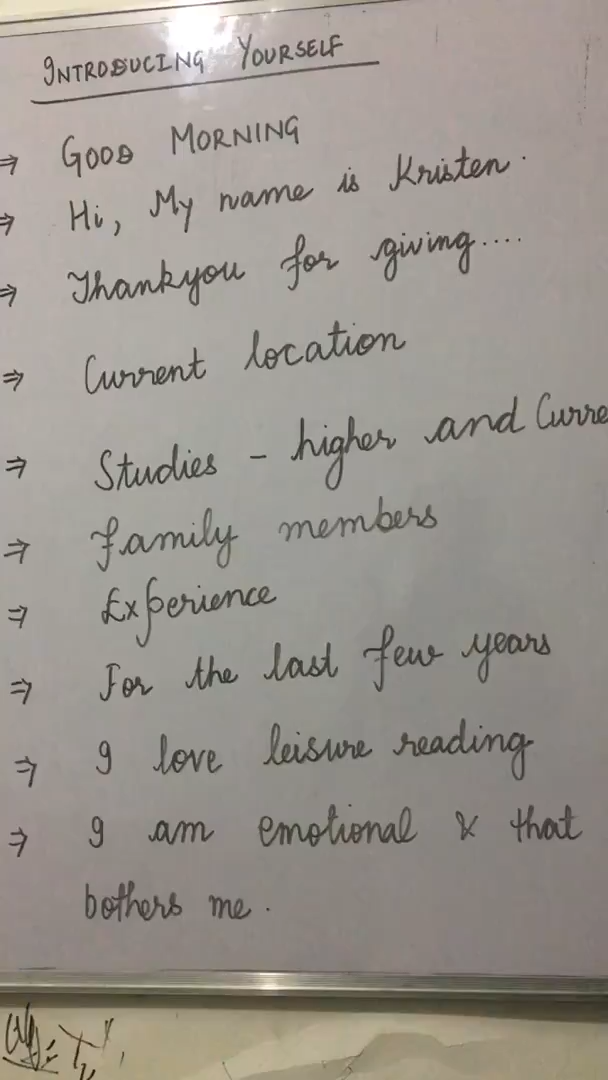 INTRODUCING YOURSELF
⇒ GOOD MORNING
⇒ Hi, My name is Kristen.
⇒ Thankyou for giving....
⇒ Current location
⇒ Studies - higher and Curre
⇒ family members
⇒ Experience
⇒ For the last few years
⇒ I love leisure reading
⇒ I am emotional & that
bothers me.